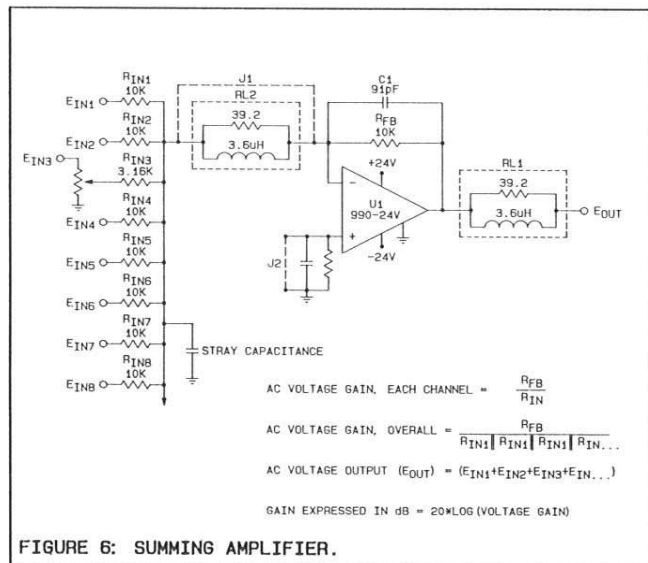 J1
RL2
39.2
3.6uH
C1
91pF
RFB
10K
EIN1
RIN1
10K
EIN2
RIN2
10K
EIN3
RIN3
3.16K
EIN4
RIN4
10K
EIN5
RIN5
10K
EIN6
RIN6
10K
EIN7
RIN7
10K
EIN8
RIN8
10K
+24V
−
U1
990-24V
+
-24V
J2
RL1
39.2
3.6uH
EOUT
STRAY CAPACITANCE
AC VOLTAGE GAIN, EACH CHANNEL = RFB
RIN
AC VOLTAGE GAIN, OVERALL = RFB
RIN1‖RIN1‖RIN1‖RIN...
AC VOLTAGE OUTPUT (EOUT) = (EIN1+EIN2+EIN3+EIN...)
GAIN EXPRESSED IN dB = 20*LOG (VOLTAGE GAIN)
FIGURE 6: SUMMING AMPLIFIER.